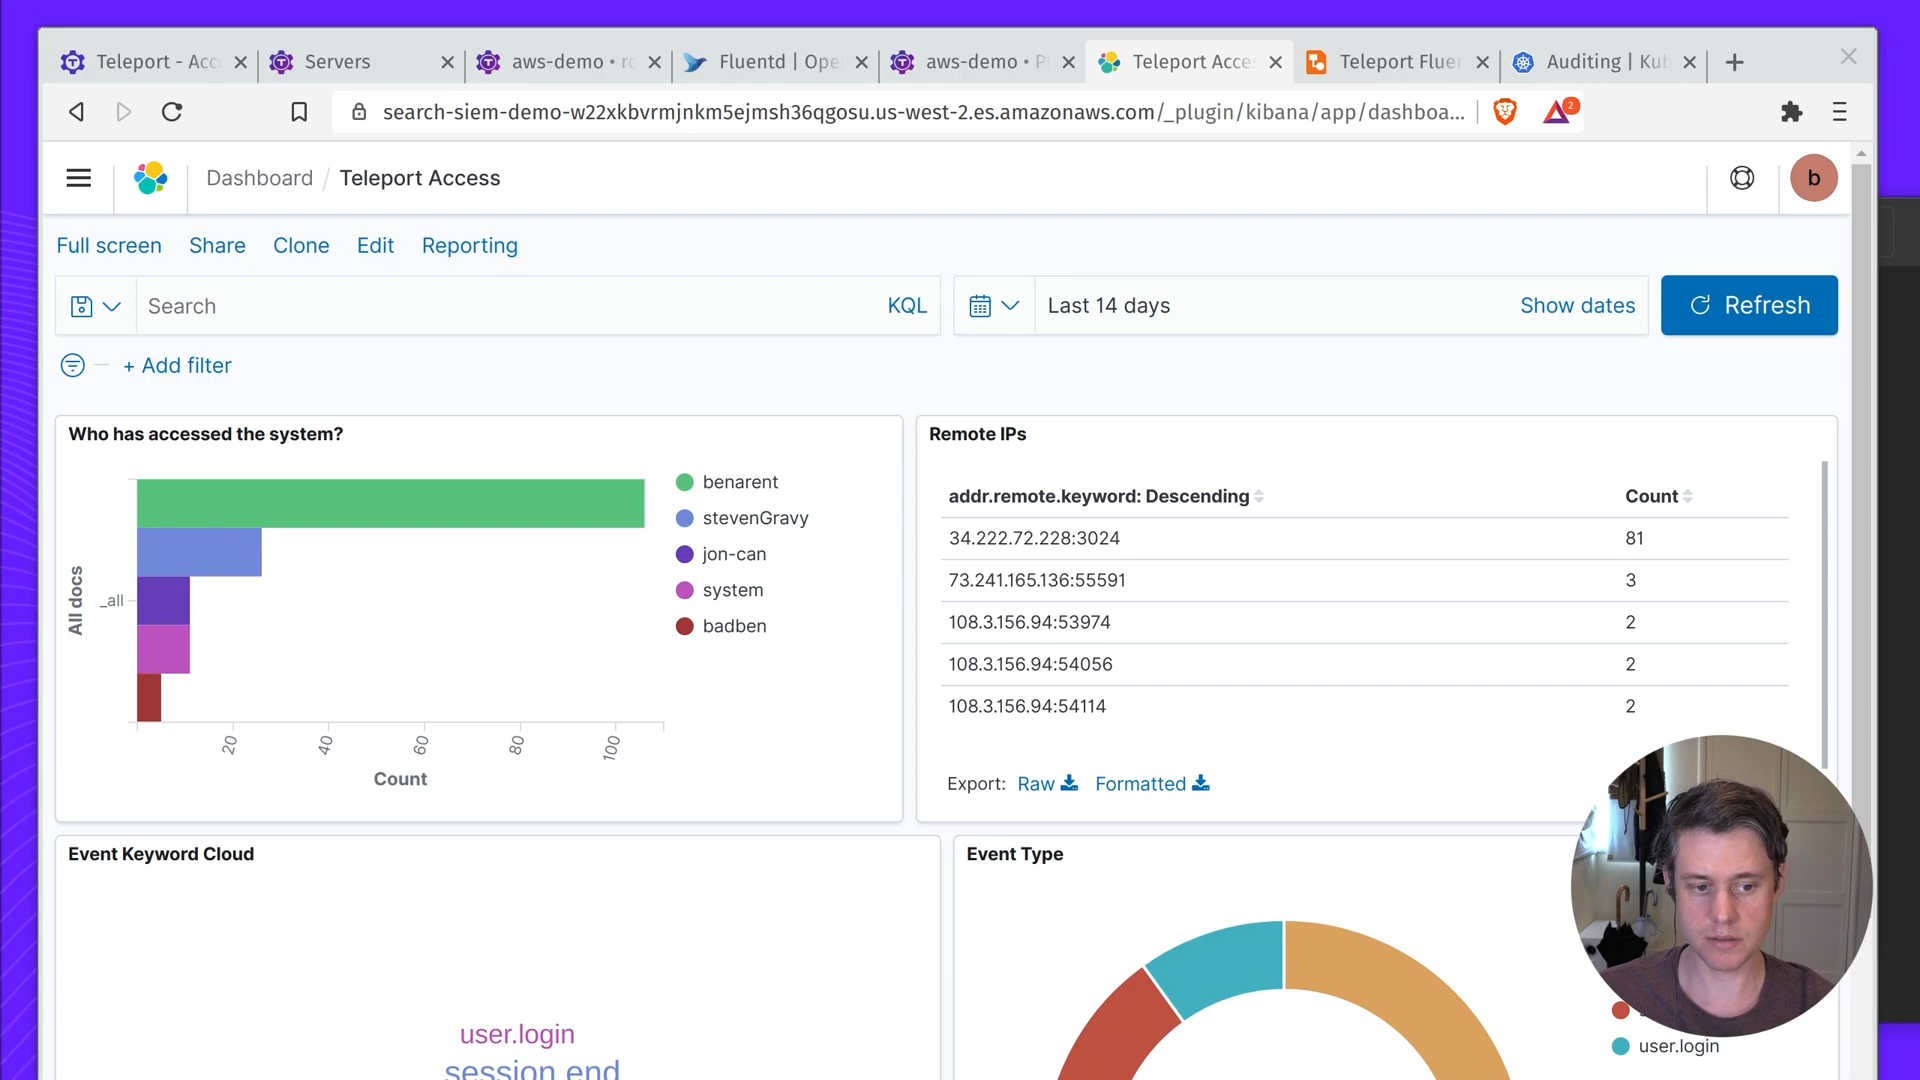 Teleport - Acc
Servers
aws-demo • ro
Fluentd | Ope
aws-demo • P
Teleport Acce
Teleport Fluen
Auditing | Kub
search-siem-demo-w22xkbvrmjnkm5ejmsh36qgosu.us-west-2.es.amazonaws.com/_plugin/kibana/app/dashboa...
2
Dashboard / Teleport Access
b
Full screen Share Clone Edit Reporting
Search KQL
Last 14 days Show dates
Refresh
+ Add filter
Who has accessed the system?
benarent
stevenGravy
jon-can
system
badben
All docs
_all
20 40 60 80 100
Count
Remote IPs
addr.remote.keyword: Descending Count
34.222.72.228:3024 81
73.241.165.136:55591 3
108.3.156.94:53974 2
108.3.156.94:54056 2
108.3.156.94:54114 2
Export: Raw Formatted
Event Keyword Cloud
user.login
session.end
Event Type
user.login